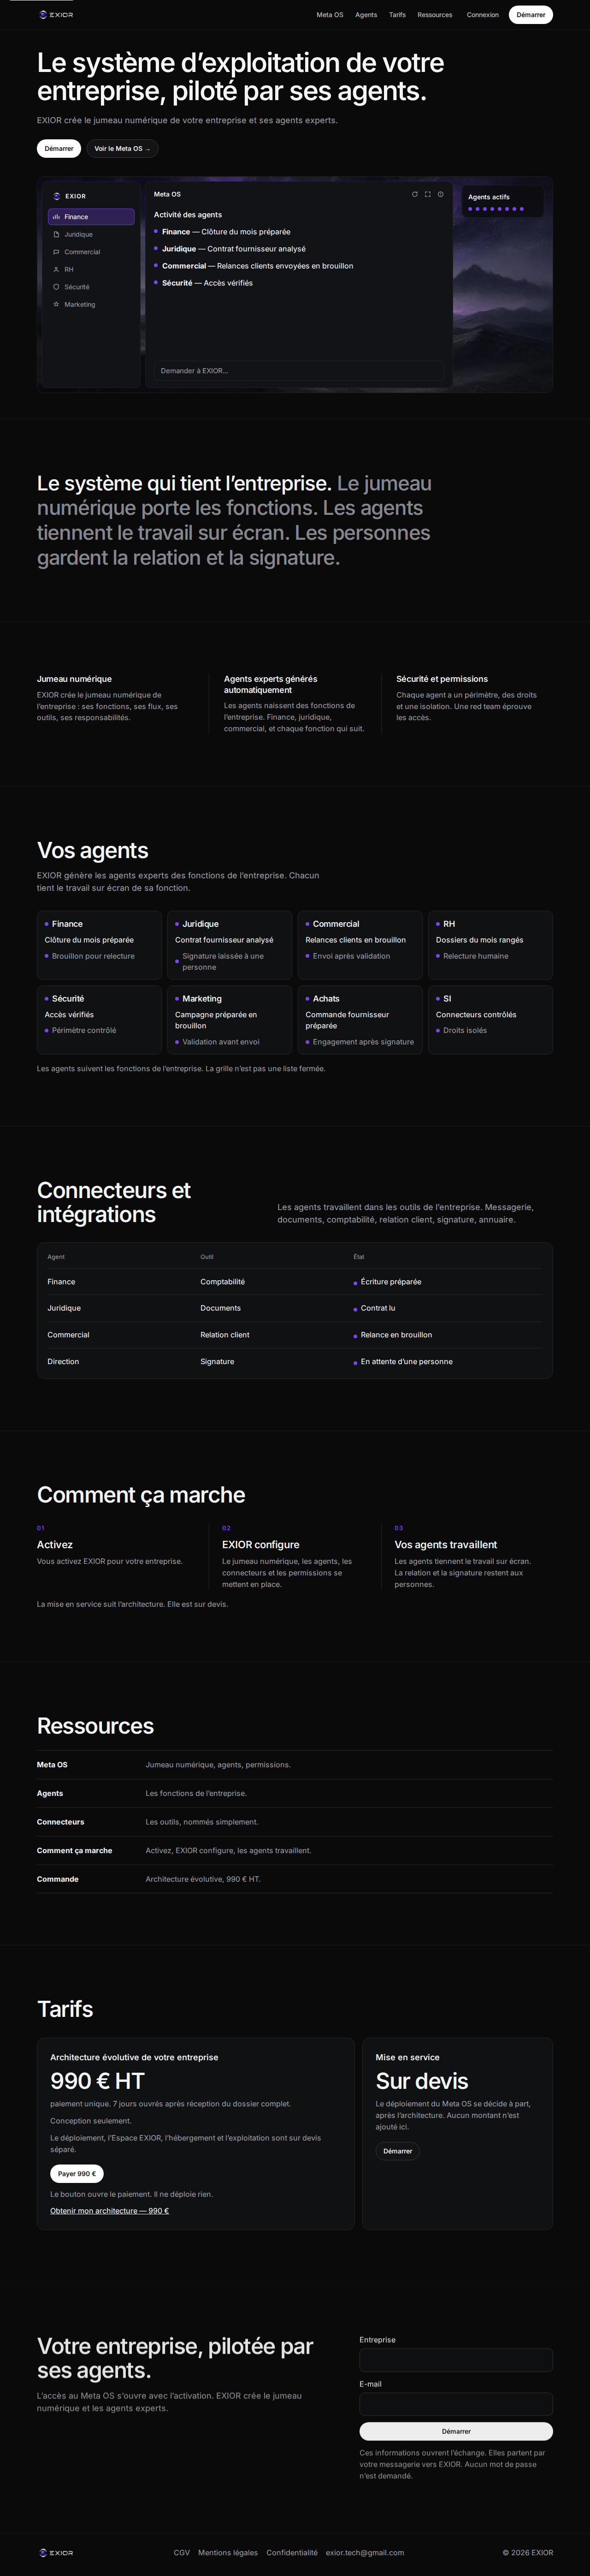 EXIOR
Meta OS Agents Tarifs Ressources Connexion Démarrer
Le système d’exploitation de votre
entreprise, piloté par ses agents.
EXIOR crée le jumeau numérique de votre entreprise et ses agents experts.
Démarrer Voir le Meta OS →
EXIOR
Finance
Juridique
Commercial
RH
Sécurité
Marketing
Meta OS
Activité des agents
Finance — Clôture du mois préparée
Juridique — Contrat fournisseur analysé
Commercial — Relances clients envoyées en brouillon
Sécurité — Accès vérifiés
Demander à EXIOR…
Agents actifs
Le système qui tient l’entreprise. Le jumeau
numérique porte les fonctions. Les agents
tiennent le travail sur écran. Les personnes
gardent la relation et la signature.
Jumeau numérique
EXIOR crée le jumeau numérique de
l’entreprise : ses fonctions, ses flux, ses
outils, ses responsabilités.
Agents experts générés
automatiquement
Les agents naissent des fonctions de
l’entreprise. Finance, juridique,
commercial, et chaque fonction qui suit.
Sécurité et permissions
Chaque agent a un périmètre, des droits
et une isolation. Une red team éprouve
les accès.
Vos agents
EXIOR génère les agents experts des fonctions de l’entreprise. Chacun
tient le travail sur écran de sa fonction.
Finance
Clôture du mois préparée
Brouillon pour relecture
Juridique
Contrat fournisseur analysé
Signature laissée à une
personne
Commercial
Relances clients en brouillon
Envoi après validation
RH
Dossiers du mois rangés
Relecture humaine
Sécurité
Accès vérifiés
Périmètre contrôlé
Marketing
Campagne préparée en
brouillon
Validation avant envoi
Achats
Commande fournisseur
préparée
Engagement après signature
SI
Connecteurs contrôlés
Droits isolés
Les agents suivent les fonctions de l’entreprise. La grille n’est pas une liste fermée.
Connecteurs et
intégrations
Les agents travaillent dans les outils de l’entreprise. Messagerie,
documents, comptabilité, relation client, signature, annuaire.
Agent Outil État
Finance Comptabilité Écriture préparée
Juridique Documents Contrat lu
Commercial Relation client Relance en brouillon
Direction Signature En attente d’une personne
Comment ça marche
01
Activez
Vous activez EXIOR pour votre entreprise.
02
EXIOR configure
Le jumeau numérique, les agents, les
connecteurs et les permissions se
mettent en place.
03
Vos agents travaillent
Les agents tiennent le travail sur écran.
La relation et la signature restent aux
personnes.
La mise en service suit l’architecture. Elle est sur devis.
Ressources
Meta OS Jumeau numérique, agents, permissions.
Agents Les fonctions de l’entreprise.
Connecteurs Les outils, nommés simplement.
Comment ça marche Activez, EXIOR configure, les agents travaillent.
Commande Architecture évolutive, 990 € HT.
Tarifs
Architecture évolutive de votre entreprise
990 € HT
paiement unique. 7 jours ouvrés après réception du dossier complet.
Conception seulement.
Le déploiement, l’Espace EXIOR, l’hébergement et l’exploitation sont sur devis
séparé.
Payer 990 €
Le bouton ouvre le paiement. Il ne déploie rien.
Obtenir mon architecture — 990 €
Mise en service
Sur devis
Le déploiement du Meta OS se décide à part,
après l’architecture. Aucun montant n’est
ajouté ici.
Démarrer
Votre entreprise, pilotée par
ses agents.
L’accès au Meta OS s’ouvre avec l’activation. EXIOR crée le jumeau
numérique et les agents experts.
Entreprise
E-mail
Démarrer
Ces informations ouvrent l’échange. Elles partent par
votre messagerie vers EXIOR. Aucun mot de passe
n’est demandé.
EXIOR
CGV Mentions légales Confidentialité exior.tech@gmail.com
© 2026 EXIOR